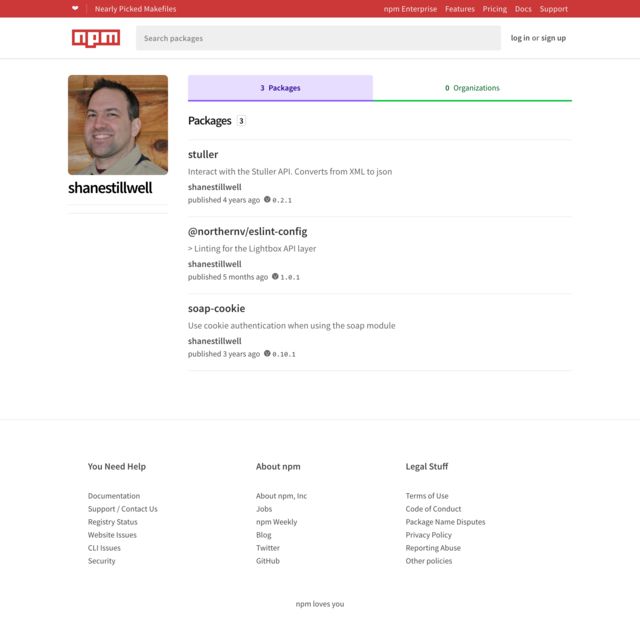 ❤ Nearly Picked Makefiles
npm Enterprise Features Pricing Docs Support
npm
Search packages
log in or sign up
3 Packages
0 Organizations
shanestillwell
Packages 3
stuller
Interact with the Stuller API. Converts from XML to json
shanestillwell
published 4 years ago 0.2.1
@northernv/eslint-config
> Linting for the Lightbox API layer
shanestillwell
published 5 months ago 1.0.1
soap-cookie
Use cookie authentication when using the soap module
shanestillwell
published 3 years ago 0.10.1
You Need Help
Documentation
Support / Contact Us
Registry Status
Website Issues
CLI Issues
Security
About npm
About npm, Inc
Jobs
npm Weekly
Blog
Twitter
GitHub
Legal Stuff
Terms of Use
Code of Conduct
Package Name Disputes
Privacy Policy
Reporting Abuse
Other policies
npm loves you